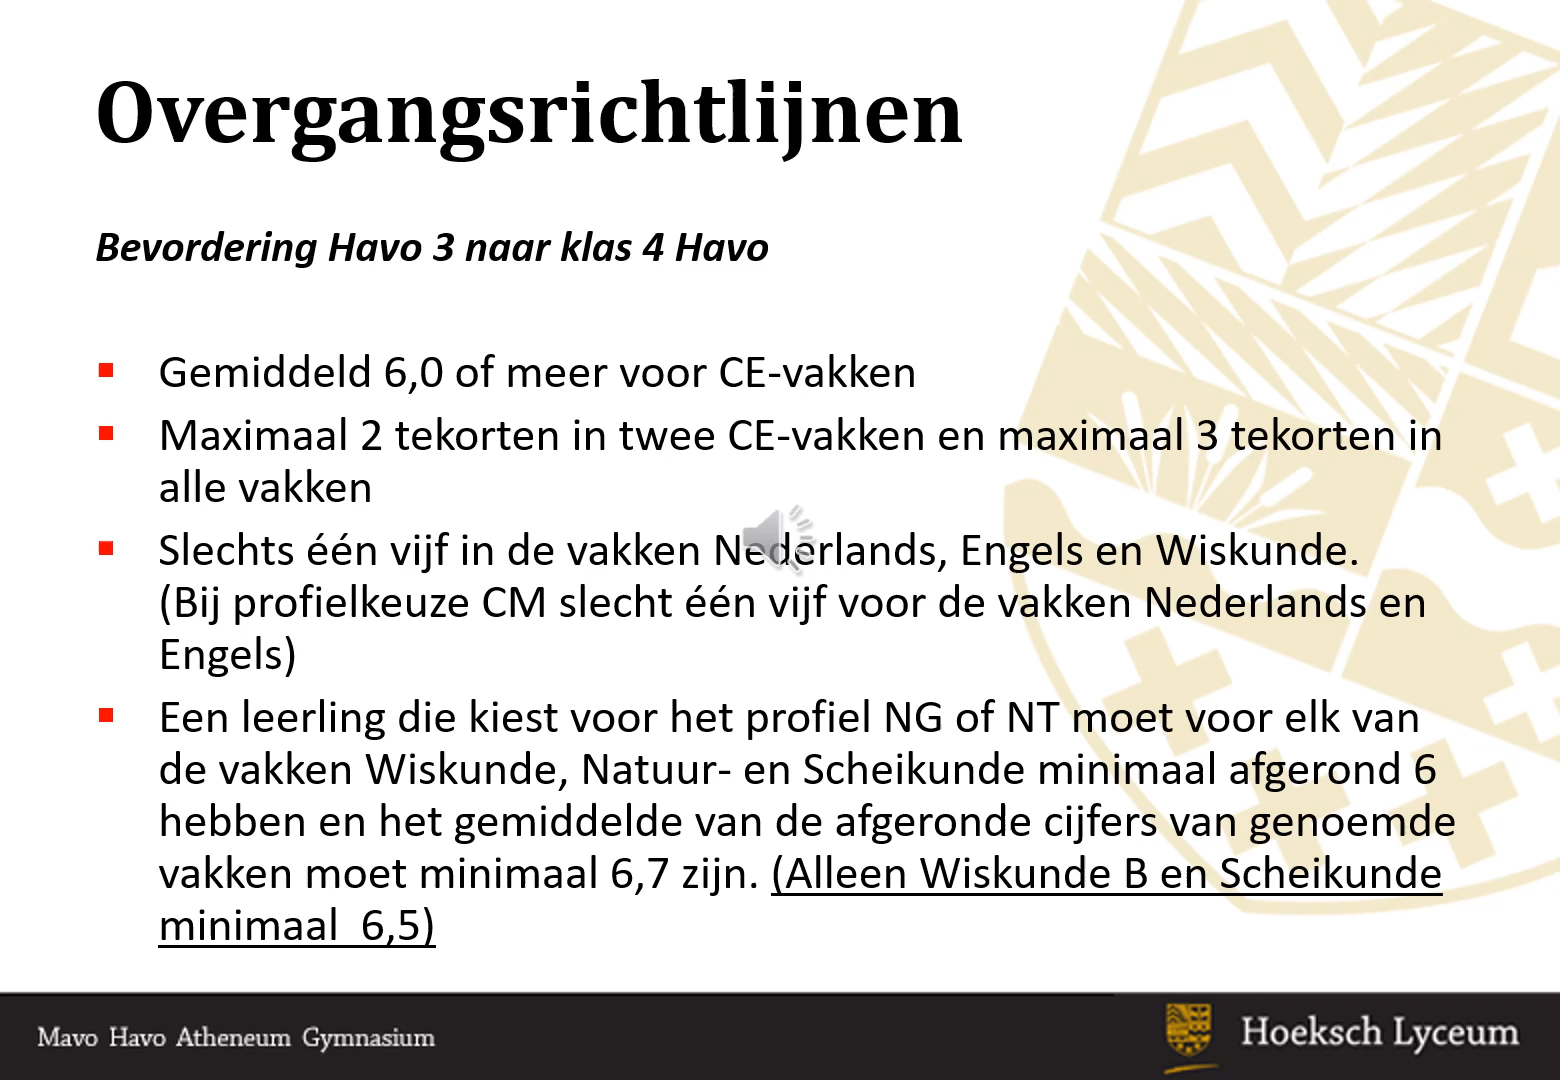 Overgangsrichtlijnen
Bevordering Havo 3 naar klas 4 Havo
Gemiddeld 6,0 of meer voor CE-vakken
Maximaal 2 tekorten in twee CE-vakken en maximaal 3 tekorten in
alle vakken
Slechts één vijf in de vakken Nederlands, Engels en Wiskunde.
(Bij profielkeuze CM slecht één vijf voor de vakken Nederlands en
Engels)
Een leerling die kiest voor het profiel NG of NT moet voor elk van
de vakken Wiskunde, Natuur- en Scheikunde minimaal afgerond 6
hebben en het gemiddelde van de afgeronde cijfers van genoemde
vakken moet minimaal 6,7 zijn. (Alleen Wiskunde B en Scheikunde
minimaal 6,5)
Mavo Havo Atheneum Gymnasium
Hoeksch Lyceum